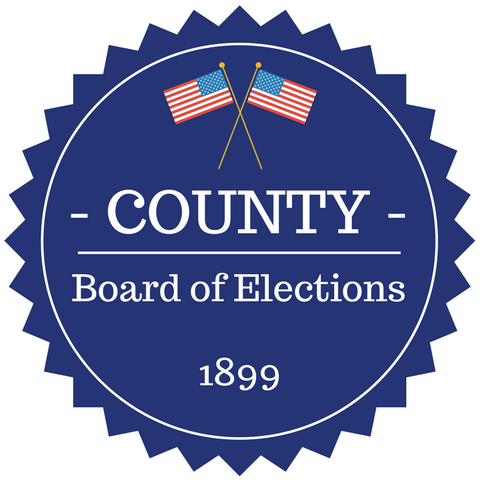 - COUNTY -
Board of Elections
1899